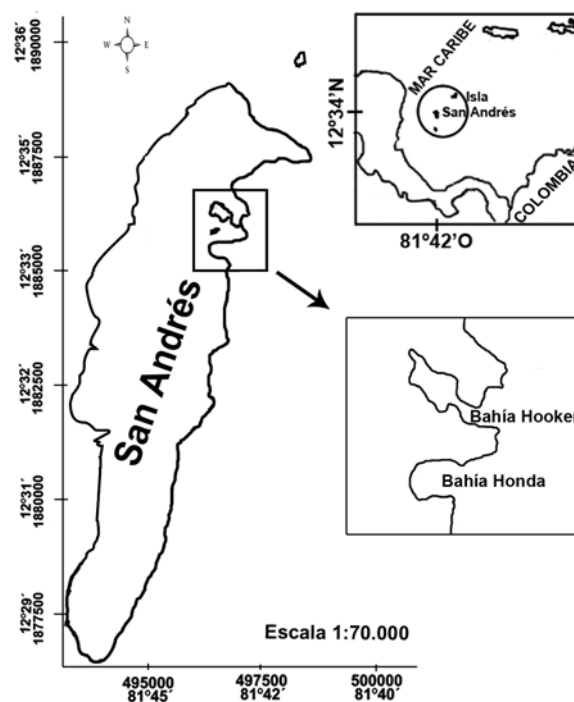 12°36´
1890000
12°35´
1887500
12°33´
1885000
12°32´
1882500
12°31´
1880000
12°29´
1877500
N
W E
S
San Andrés
Escala 1:70.000
495000
81°45´
497500
81°42´
500000
81°40´
MAR CARIBE
Isla
San Andrés
COLOMBIA
12°34'N
81°42'O
Bahía Hooker
Bahía Honda